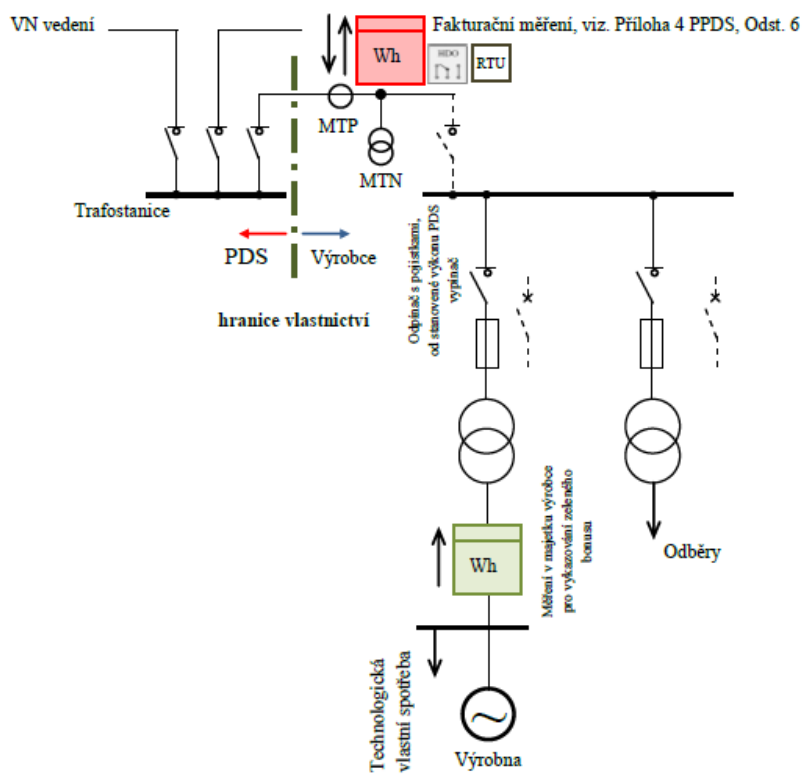 VN vedení
Fakturační měření, viz. Příloha 4 PPDS, Odst. 6
Wh
HDO
RTU
MTP
MTN
Trafostanice
PDS
Výrobce
hranice vlastnictví
Odpínač s pojistkami,
od stanovené výkonu PDS
vypínač
Wh
Měření v majetku výrobce
pro vykazování zeleného
bonusu
Odběry
Technologická
vlastní spotřeba
Výrobna